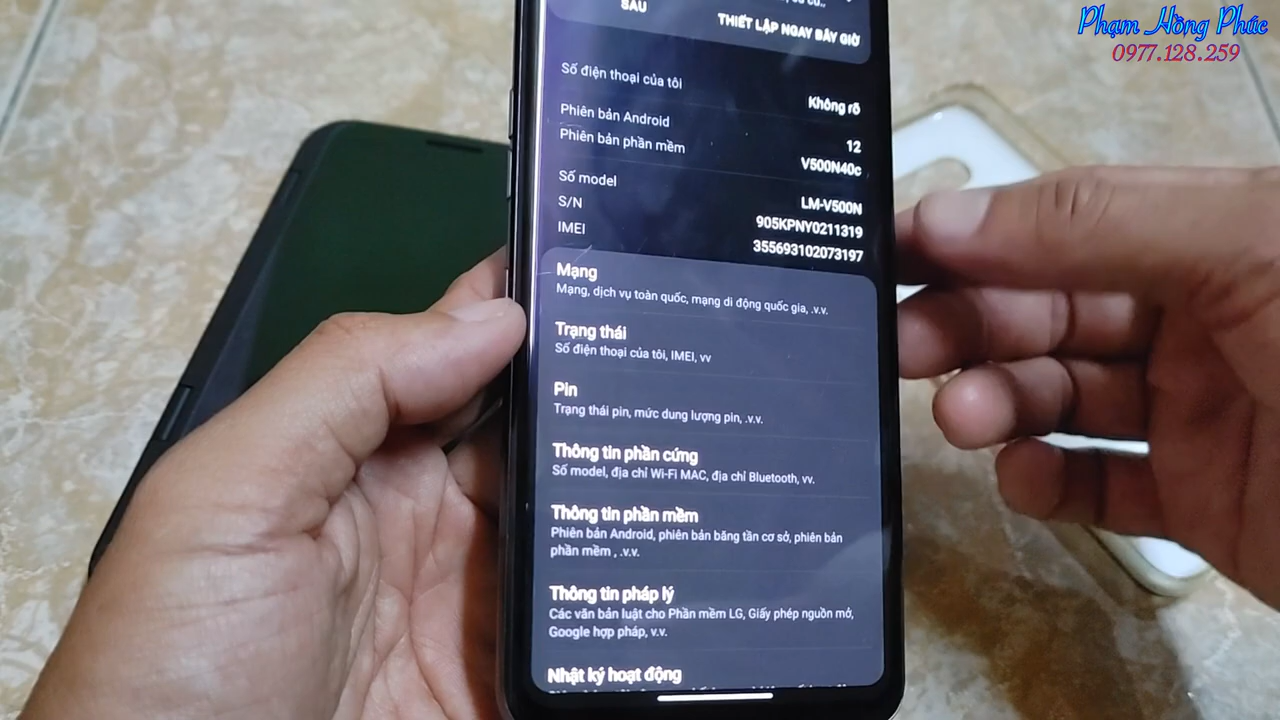 Phạm Hồng Phúc
0977.128.259
SAU
THIẾT LẬP NGAY BÂY GIỜ
Số điện thoại của tôi
Không rõ
Phiên bản Android
12
Phiên bản phần mềm
V500N40c
Số model
LM-V500N
S/N
905KPNY0211319
IMEI
355693102073197
Mạng
Mạng, dịch vụ toàn quốc, mạng di động quốc gia, .v.v.
Trạng thái
Số điện thoại của tôi, IMEI, vv
Pin
Trạng thái pin, mức dung lượng pin, .v.v.
Thông tin phần cứng
Số model, địa chỉ Wi-Fi MAC, địa chỉ Bluetooth, vv.
Thông tin phần mềm
Phiên bản Android, phiên bản băng tần cơ sở, phiên bản
phần mềm , .v.v.
Thông tin pháp lý
Các văn bản luật cho Phần mềm LG, Giấy phép nguồn mở,
Google hợp pháp, v.v.
Nhật ký hoạt động